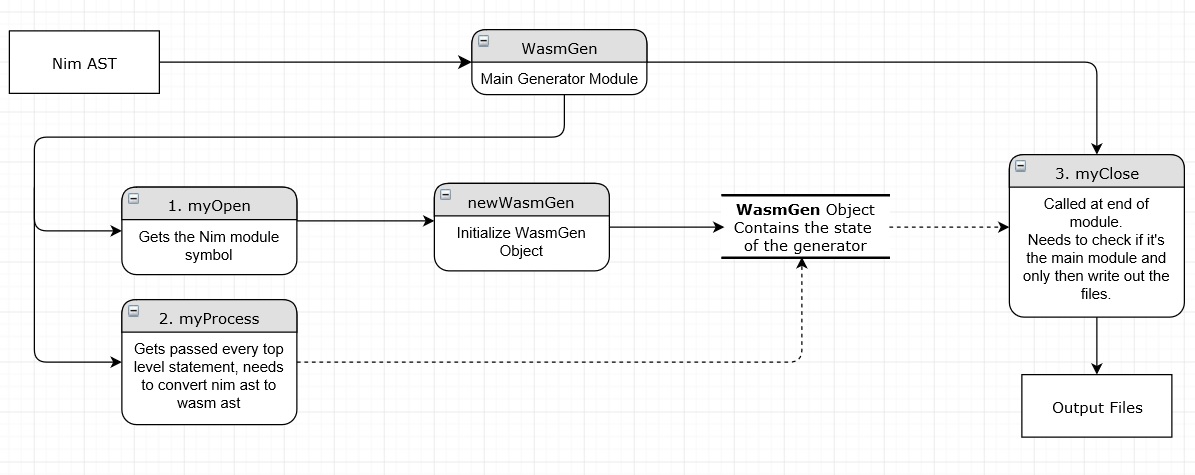 Nim AST
WasmGen
Main Generator Module
1. myOpen
Gets the Nim module
symbol
newWasmGen
Initialize WasmGen
Object
WasmGen Object
Contains the state
of the generator
3. myClose
Called at end of
module.
Needs to check if it's
the main module and
only then write out the
files.
2. myProcess
Gets passed every top
level statement, needs
to convert nim ast to
wasm ast
Output Files